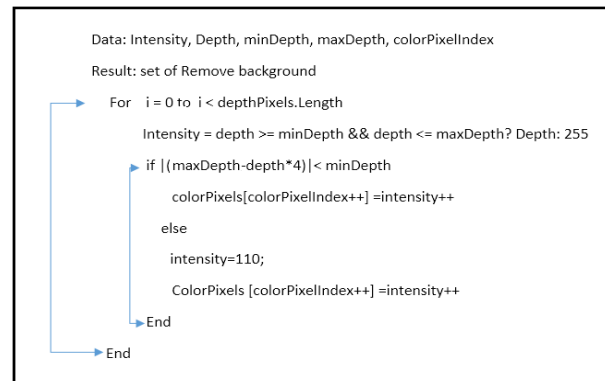 Data: Intensity, Depth, minDepth, maxDepth, colorPixelIndex
Result: set of Remove background
For i = 0 to i < depthPixels.Length
Intensity = depth >= minDepth && depth <= maxDepth? Depth: 255
if |(maxDepth-depth*4)|< minDepth
colorPixels[colorPixelIndex++] =intensity++
else
intensity=110;
ColorPixels [colorPixelIndex++] =intensity++
End
End